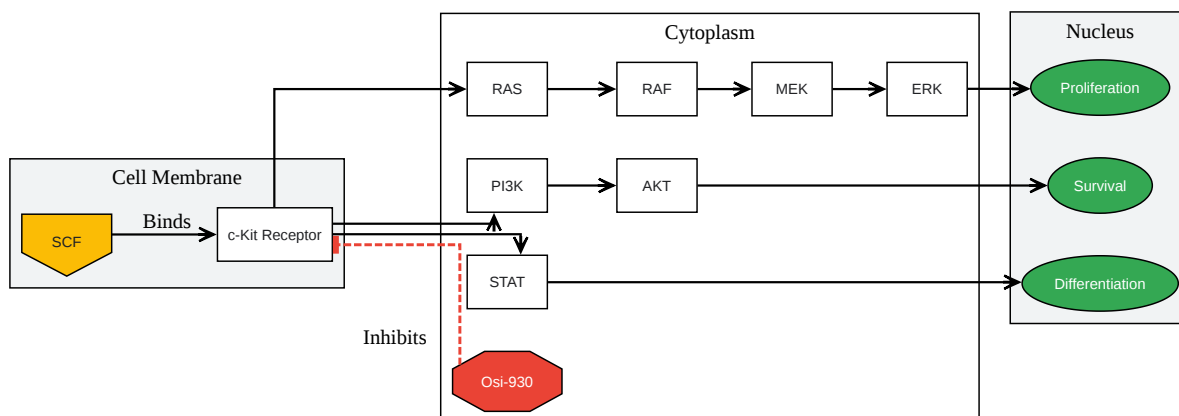 Cytoplasm
Nucleus
RAS
RAF
MEK
ERK
Proliferation
Cell Membrane
PI3K
AKT
Survival
Binds
SCF
c-Kit Receptor
STAT
Differentiation
Inhibits
Osi-930